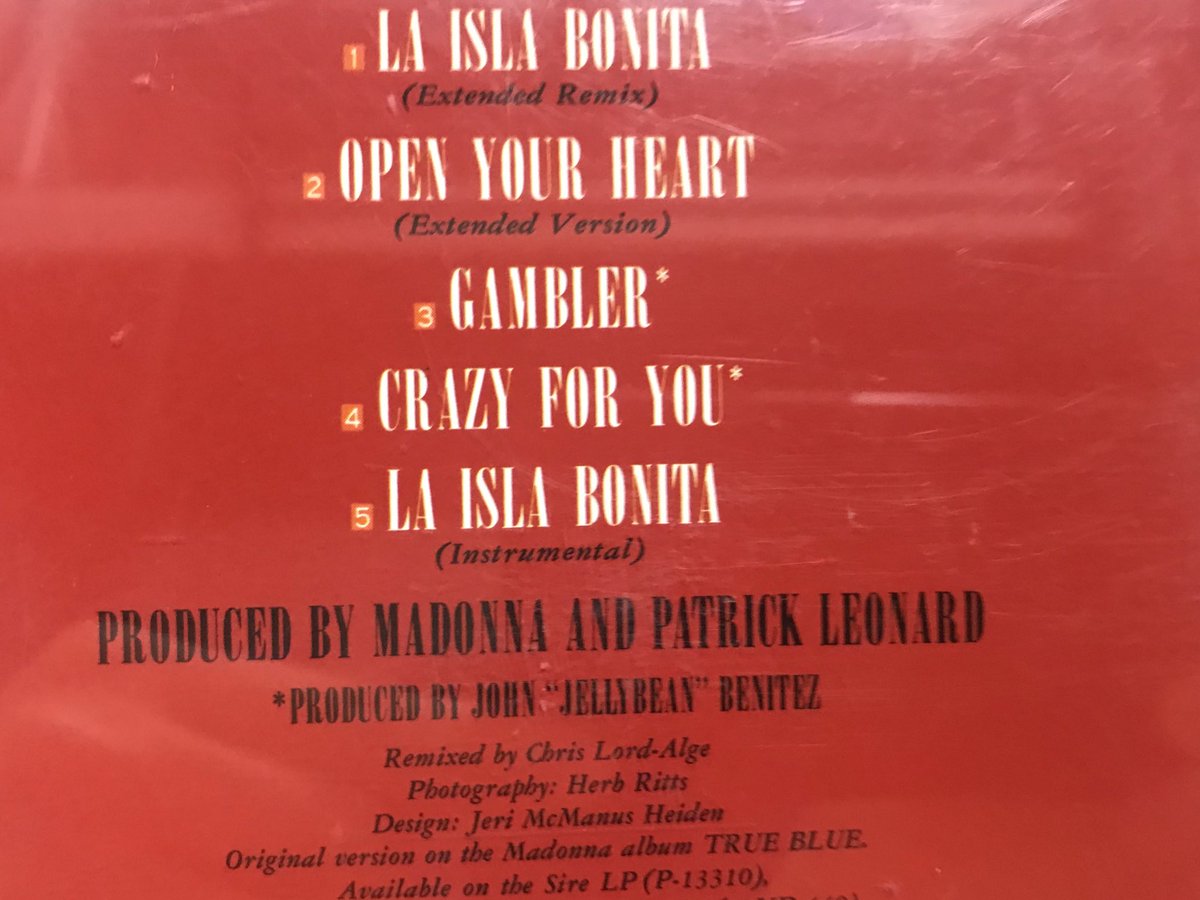 1 LA ISLA BONITA
(Extended Remix)
2 OPEN YOUR HEART
(Extended Version)
3 GAMBLER*
4 CRAZY FOR YOU*
5 LA ISLA BONITA
(Instrumental)
PRODUCED BY MADONNA AND PATRICK LEONARD
*PRODUCED BY JOHN "JELLYBEAN" BENITEZ
Remixed by Chris Lord-Alge
Photography: Herb Ritts
Design: Jeri McManus Heiden
Original version on the Madonna album TRUE BLUE.
Available on the Sire LP (P-13310),